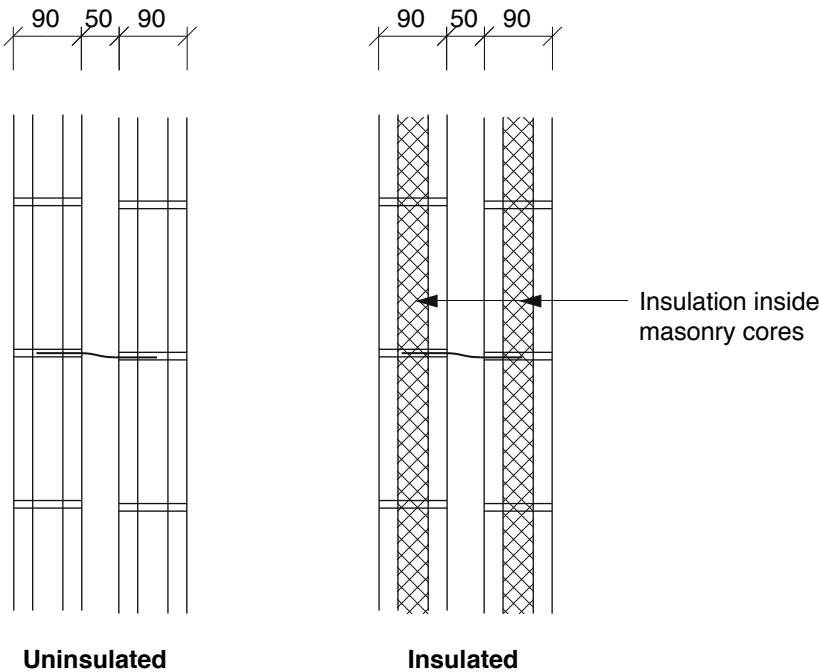 90 50 90
90 50 90
Insulation inside
masonry cores
Uninsulated
Insulated